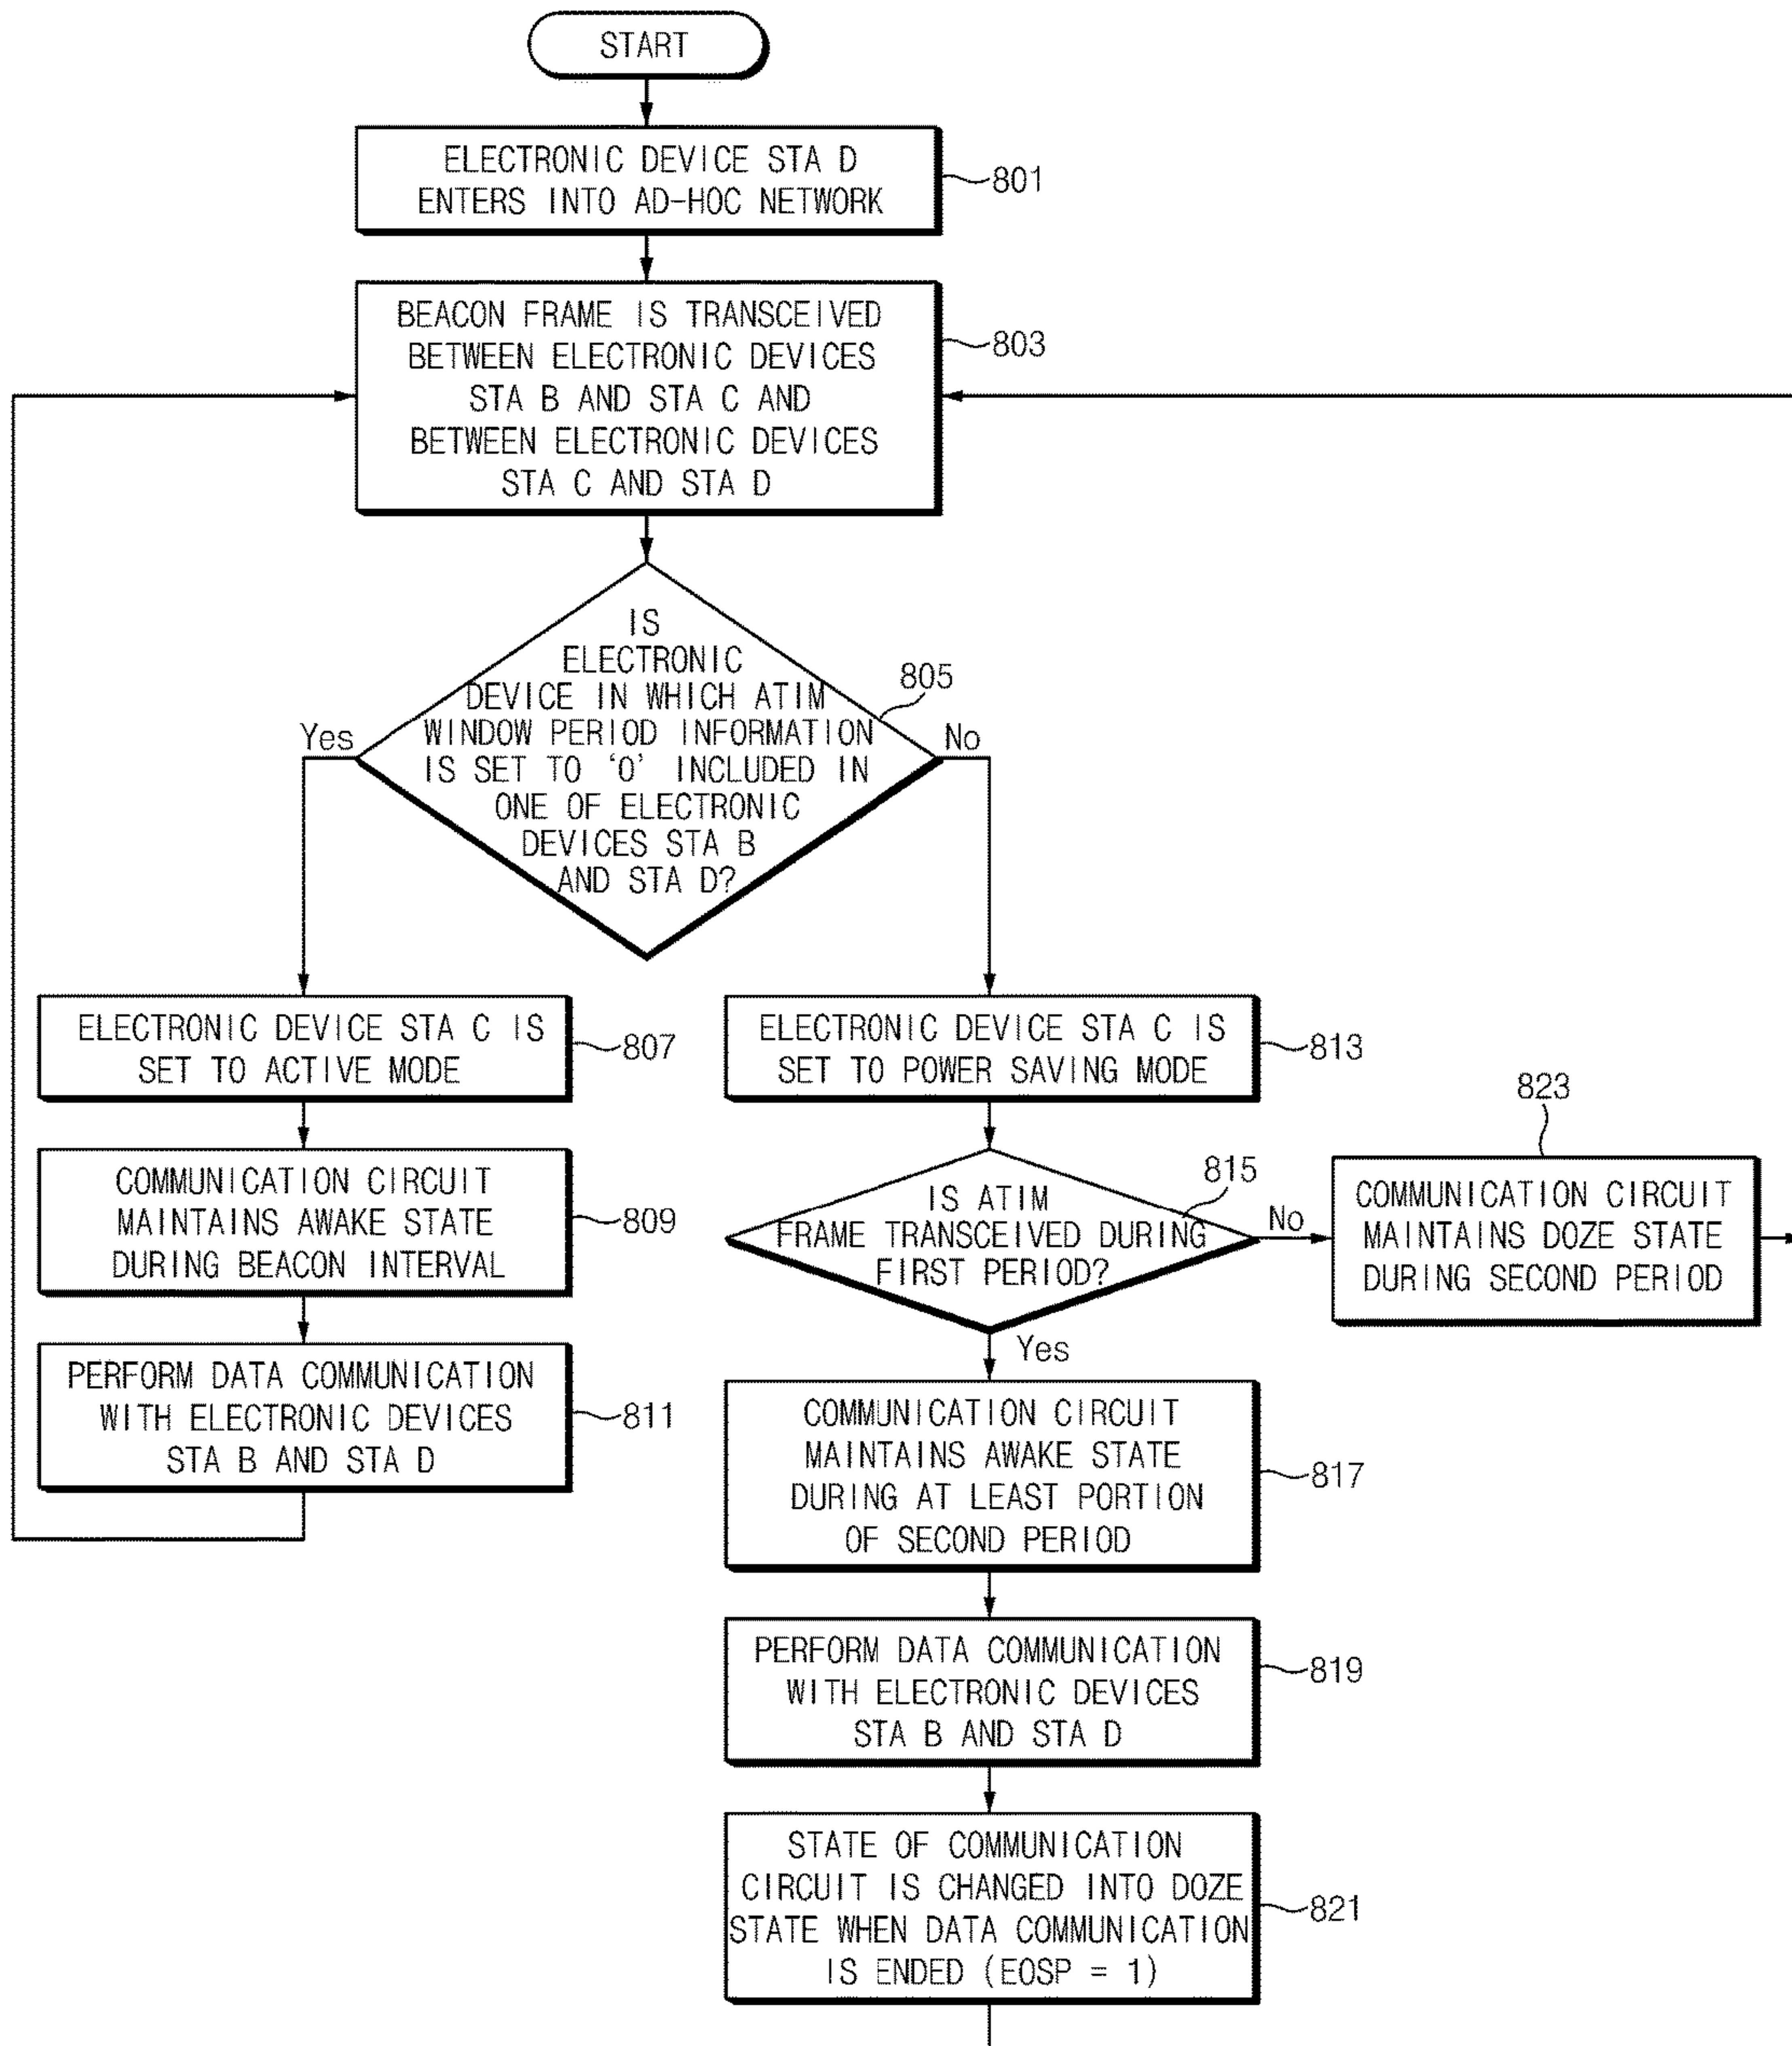 START
ELECTRONIC DEVICE STA D
ENTERS INTO AD-HOC NETWORK
801
BEACON FRAME IS TRANSCEIVED
BETWEEN ELECTRONIC DEVICES
STA B AND STA C AND
BETWEEN ELECTRONIC DEVICES
STA C AND STA D
803
IS
ELECTRONIC
DEVICE IN WHICH ATIM
WINDOW PERIOD INFORMATION
IS SET TO ‘0’ INCLUDED IN
ONE OF ELECTRONIC
DEVICES STA B
AND STA D?
805
Yes
No
ELECTRONIC DEVICE STA C IS
SET TO ACTIVE MODE
807
COMMUNICATION CIRCUIT
MAINTAINS AWAKE STATE
DURING BEACON INTERVAL
809
PERFORM DATA COMMUNICATION
WITH ELECTRONIC DEVICES
STA B AND STA D
811
ELECTRONIC DEVICE STA C IS
SET TO POWER SAVING MODE
813
IS ATIM
FRAME TRANSCEIVED DURING
FIRST PERIOD?
815
No
Yes
823
COMMUNICATION CIRCUIT
MAINTAINS DOZE STATE
DURING SECOND PERIOD
COMMUNICATION CIRCUIT
MAINTAINS AWAKE STATE
DURING AT LEAST PORTION
OF SECOND PERIOD
817
PERFORM DATA COMMUNICATION
WITH ELECTRONIC DEVICES
STA B AND STA D
819
STATE OF COMMUNICATION
CIRCUIT IS CHANGED INTO DOZE
STATE WHEN DATA COMMUNICATION
IS ENDED (EOSP = 1)
821